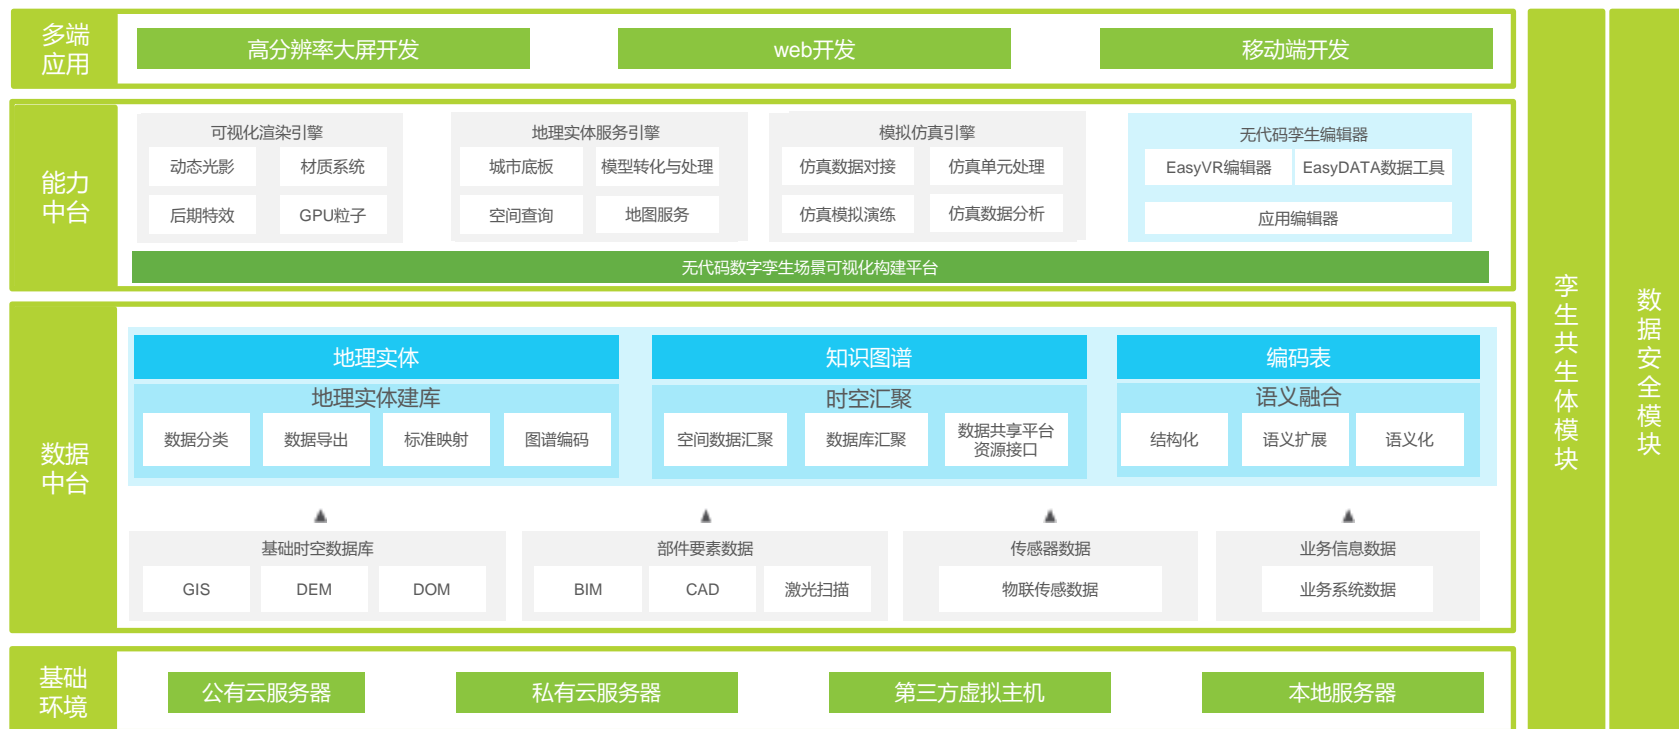 多端
应用
高分辨率大屏开发
web开发
移动端开发
能力
中台
可视化渲染引擎
动态光影
材质系统
后期特效
GPU粒子
地理实体服务引擎
城市底板
模型转化与处理
空间查询
地图服务
模拟仿真引擎
仿真数据对接
仿真单元处理
仿真模拟演练
仿真数据分析
无代码孪生编辑器
EasyVR编辑器
EasyDATA数据工具
应用编辑器
无代码数字孪生场景可视化构建平台
数据
中台
地理实体
地理实体建库
数据分类
数据导出
标准映射
图谱编码
知识图谱
时空汇聚
空间数据汇聚
数据库汇聚
数据共享平台
资源接口
编码表
语义融合
结构化
语义扩展
语义化
基础时空数据库
GIS
DEM
DOM
部件要素数据
BIM
CAD
激光扫描
传感器数据
物联传感数据
业务信息数据
业务系统数据
基础
环境
公有云服务器
私有云服务器
第三方虚拟主机
本地服务器
孪生共生体模块
数据安全模块